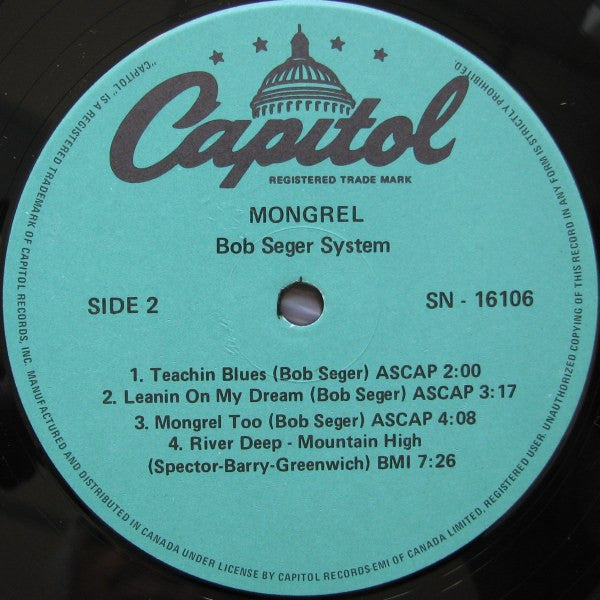 Capitol
REGISTERED TRADE MARK
MONGREL
Bob Seger System
SIDE 2
SN - 16106
1. Teachin Blues (Bob Seger) ASCAP 2:00
2. Leanin On My Dream (Bob Seger) ASCAP 3:17
3. Mongrel Too (Bob Seger) ASCAP 4:08
4. River Deep - Mountain High
(Spector-Barry-Greenwich) BMI 7:26
"CAPITOL" IS A REGISTERED TRADEMARK OF CAPITOL RECORDS, INC. MANUFACTURED AND DISTRIBUTED IN CANADA UNDER LICENSE BY CAPITOL RECORDS-EMI OF CANADA LIMITED, REGISTERED USER. UNAUTHORIZED COPYING OF THIS RECORD IN ANY FORM IS STRICTLY PROHIBITED.